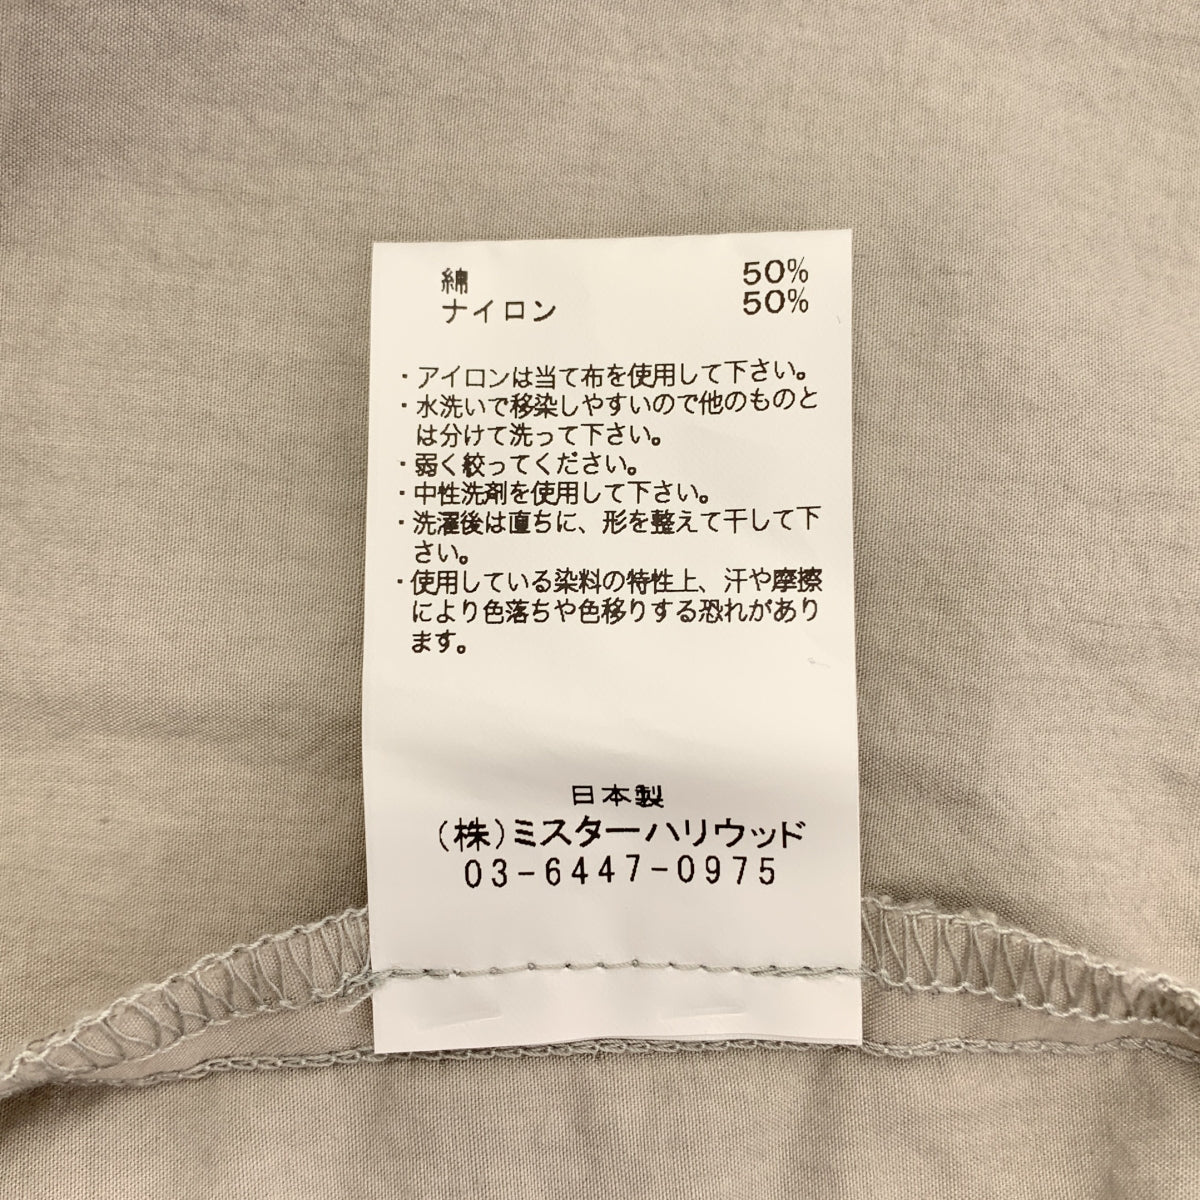 綿 50%
ナイロン 50%
・アイロンは当て布を使用して下さい。
・水洗いで移染しやすいので他のものと
は分けて洗って下さい。
・弱く絞ってください。
・中性洗剤を使用して下さい。
・洗濯後は直ちに、形を整えて干して下
さい。
・使用している染料の特性上、汗や摩擦
により色落ちや色移りする恐れがあり
ます。
日本製
(株)ミスターハリウッド
03-6447-0975